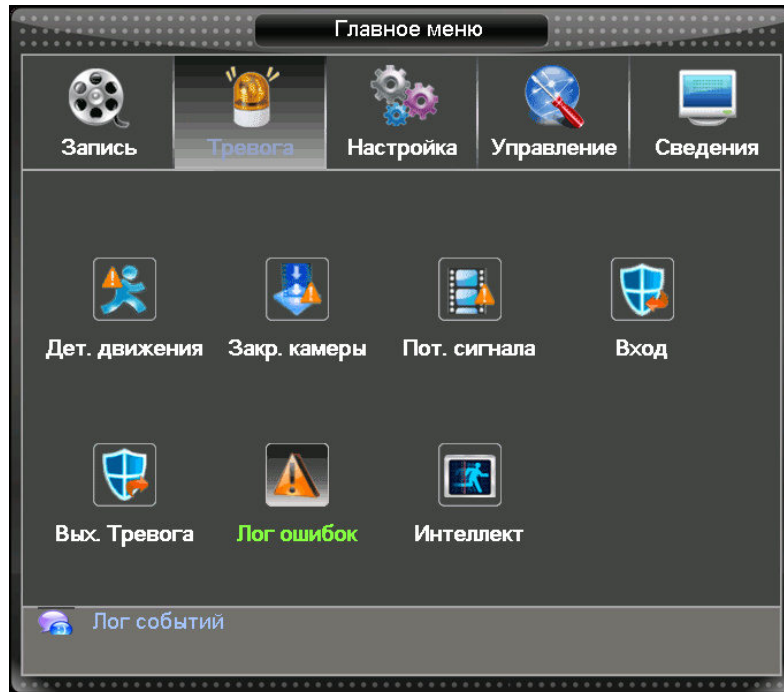 Главное меню
Запись Тревога Настройка Управление Сведения
Дет. движения Закр. камеры Пот. сигнала Вход
Вых. Тревога Лог ошибок Интеллект
Лог событий